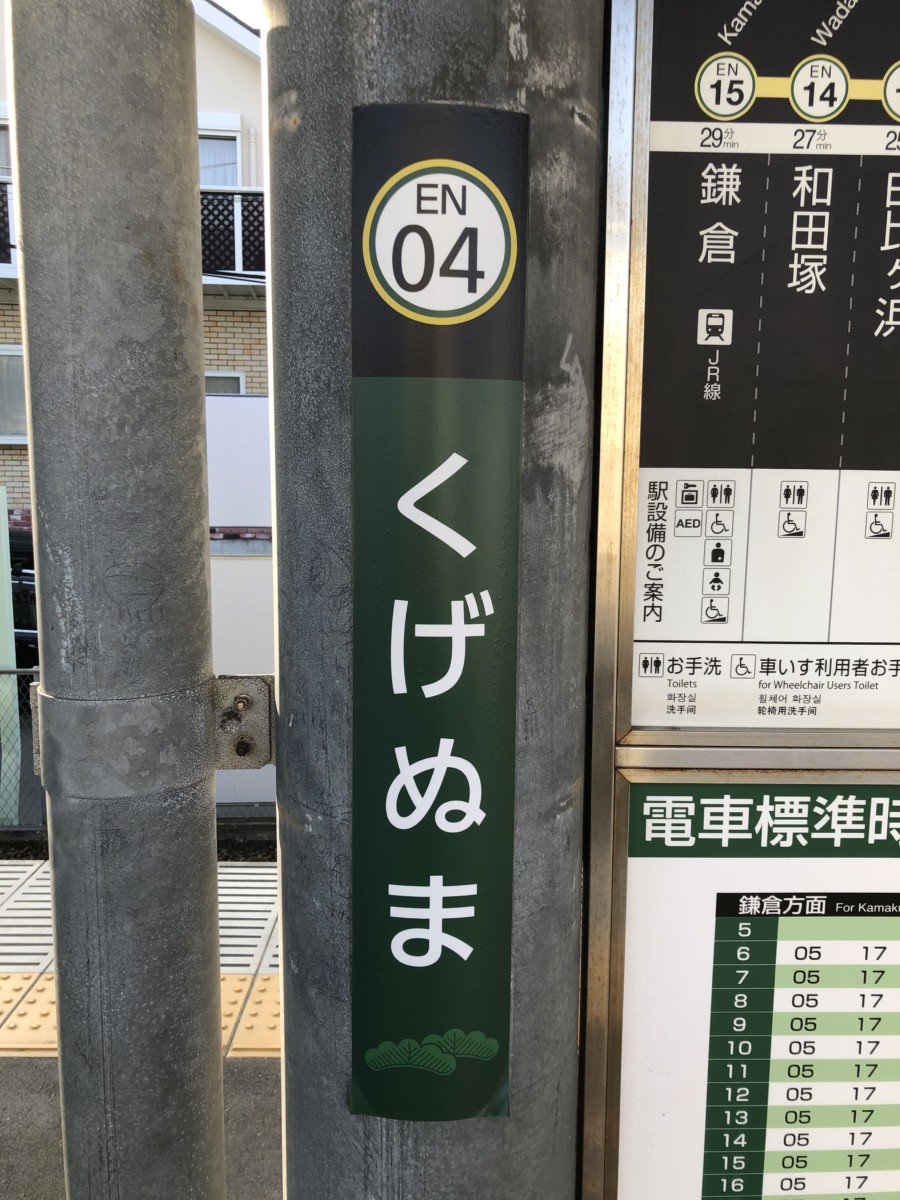 EN
04
くげぬま
EN
15
EN
14
29分
min
27分
min
鎌倉
和田塚
JR線
駅設備のご案内
AED
お手洗
Toilets
화장실
洗手间
車いす利用者お手
for Wheelchair Users Toilet
휠체어 화장실
轮椅用洗手间
電車標準時
鎌倉方面 For Kamaku
5
6 05 17
7 05 17
8 05 17
9 05 17
10 05 17
11 05 17
12 05 17
13 05 17
14 05 17
15 05 17
16 05 17